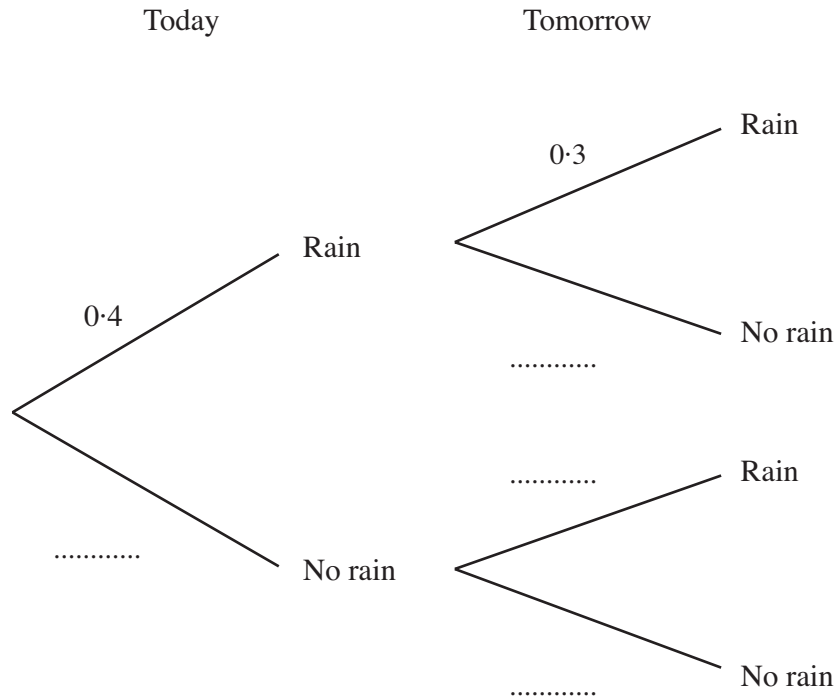 Today Tomorrow
Rain
0·3
Rain
0·4
No rain
............
Rain
............
............
No rain
No rain
............